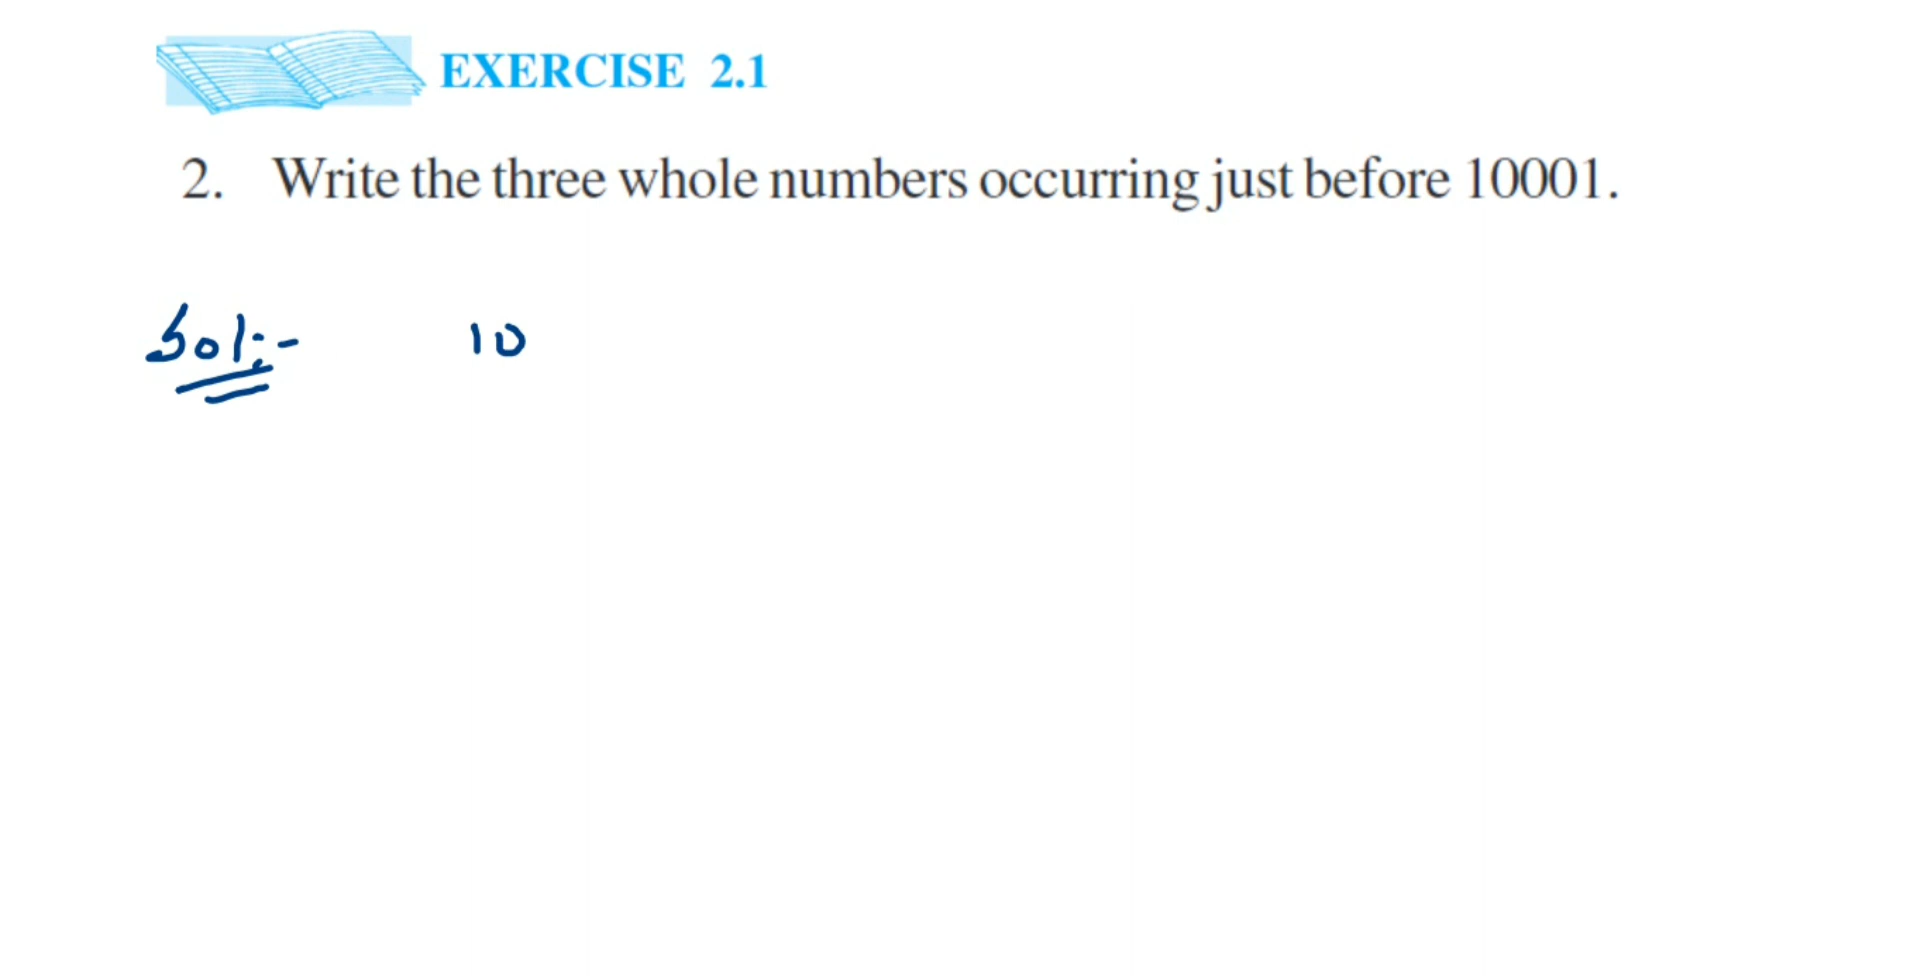 EXERCISE 2.1
2. Write the three whole numbers occurring just before 10001.
Sol:- 10